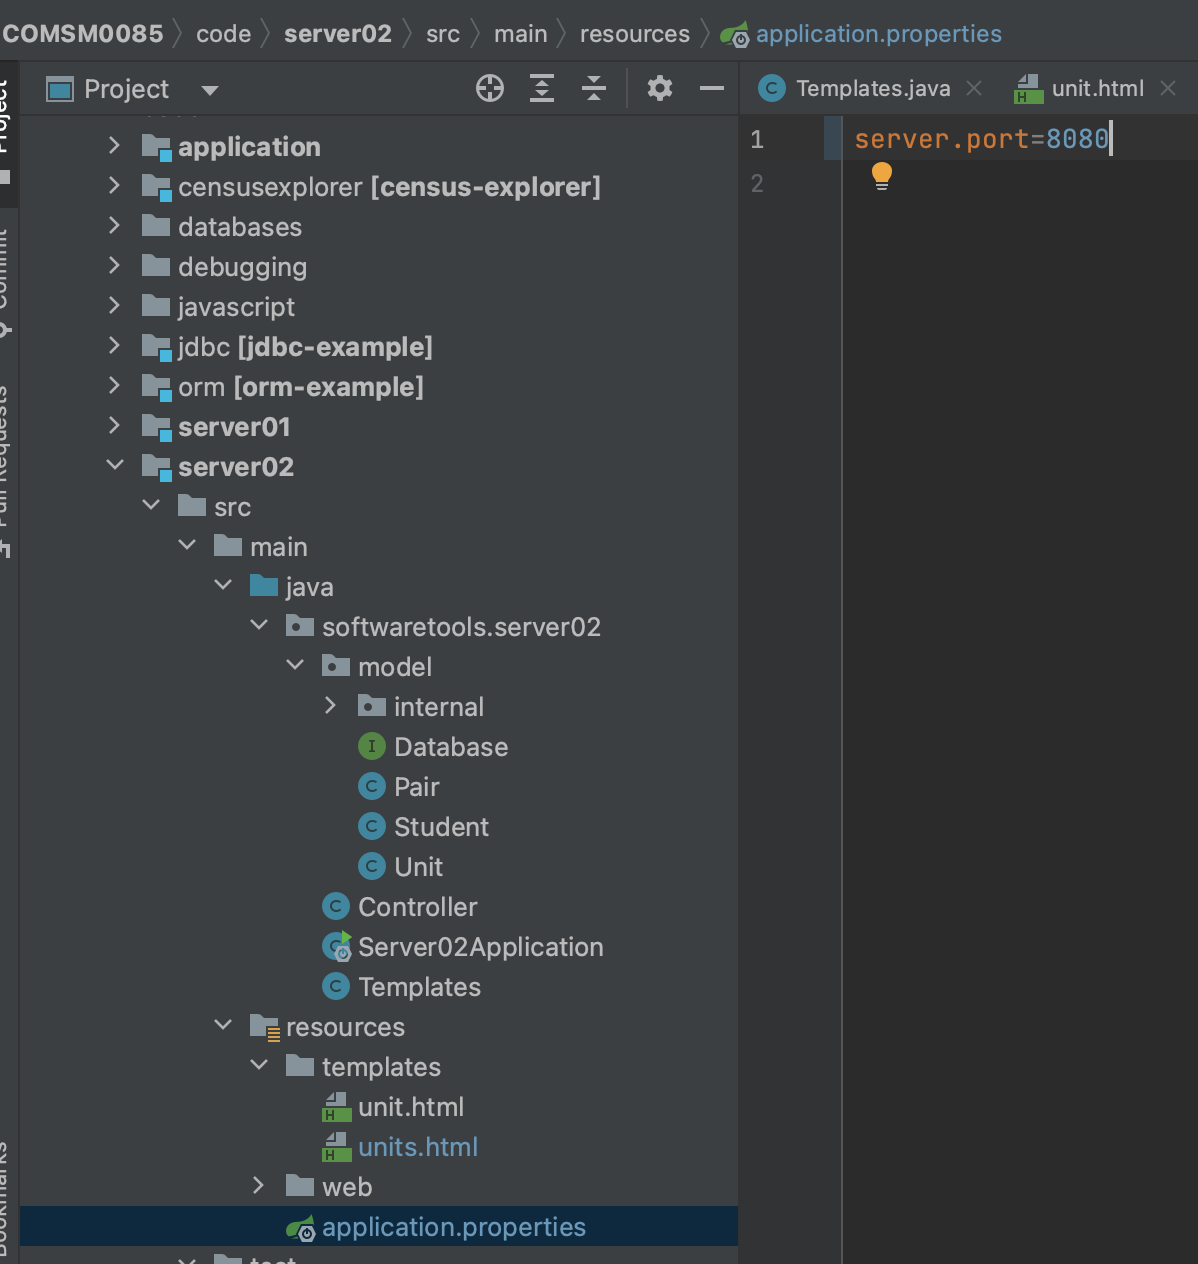 COMSM0085 code server02 src main resources application.properties
Project
Templates.java
unit.html
Project
Commit
Pull Requests
Bookmarks
application
censusexplorer [census-explorer]
databases
debugging
javascript
jdbc [jdbc-example]
orm [orm-example]
server01
server02
src
main
java
softwaretools.server02
model
internal
I Database
C Pair
C Student
C Unit
C Controller
C Server02Application
C Templates
resources
templates
H unit.html
H units.html
web
application.properties
test
1 server.port=8080
2